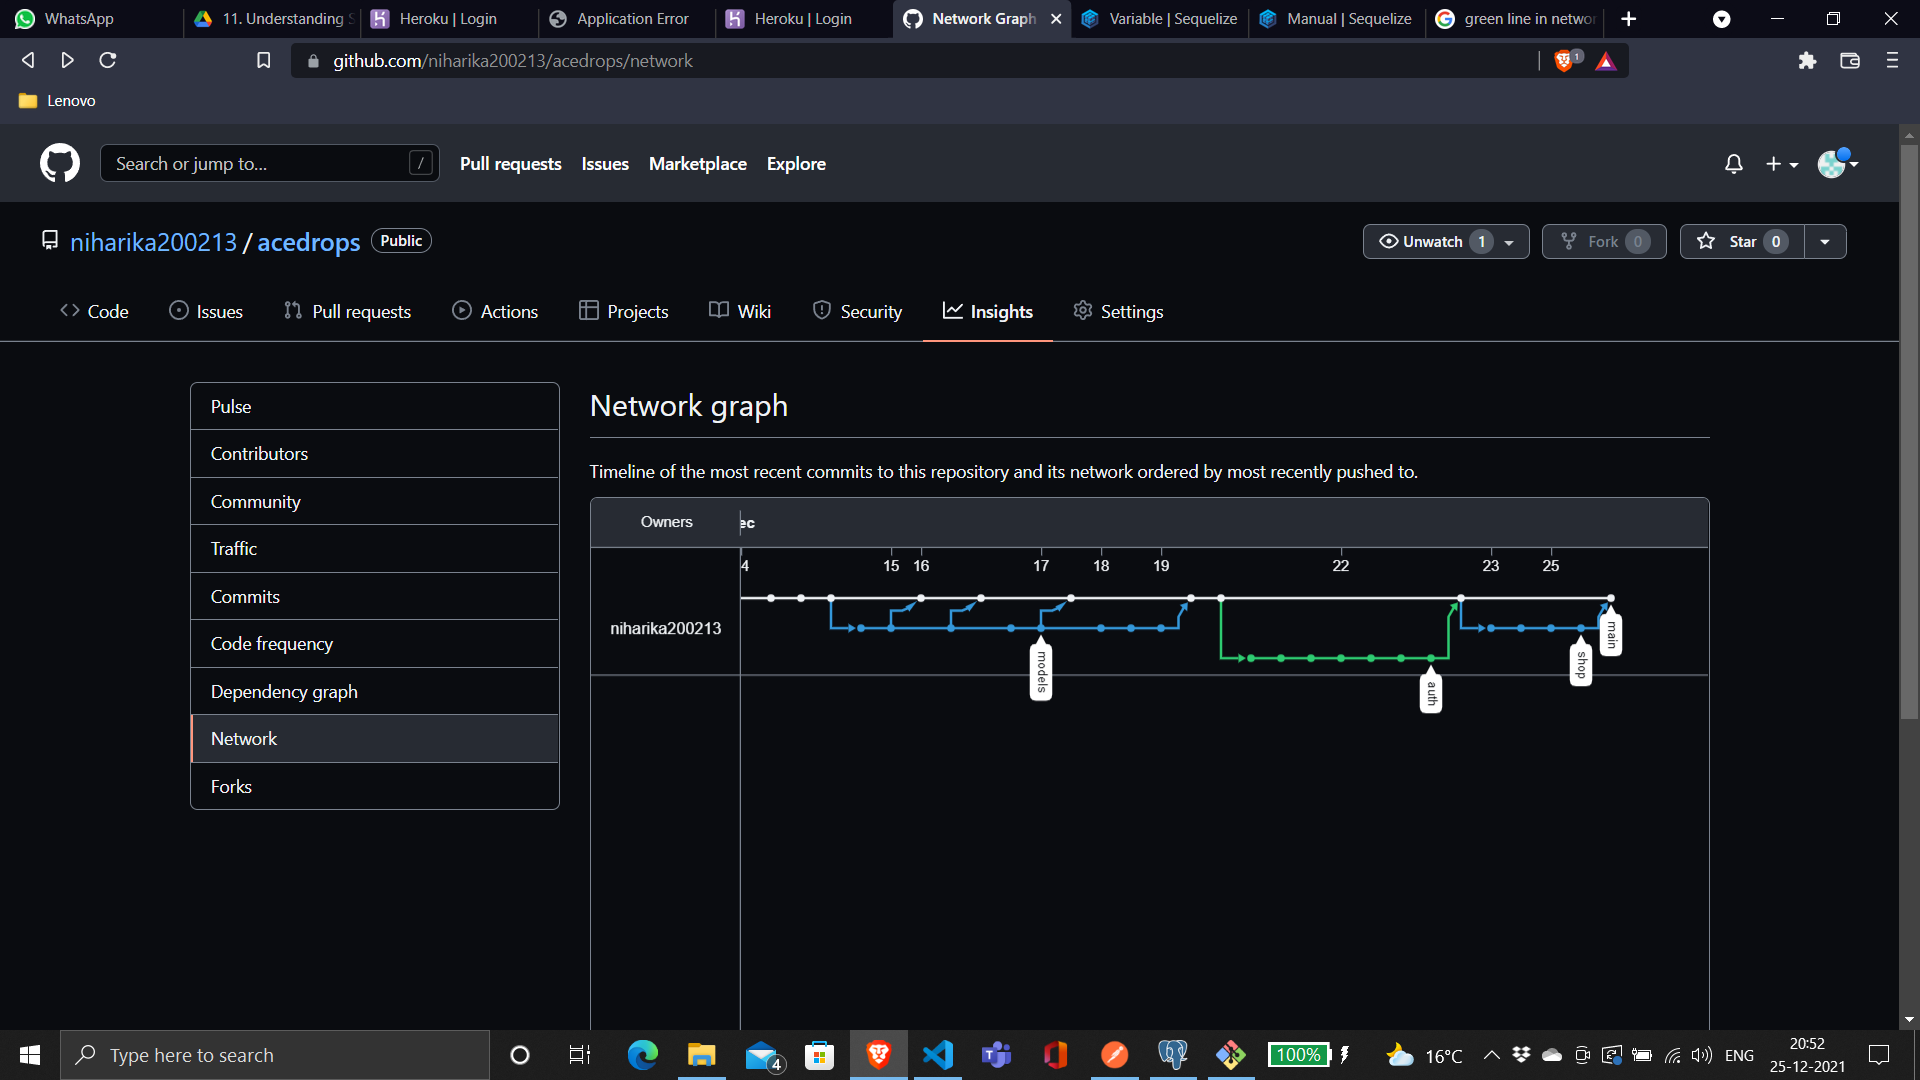 WhatsApp
11. Understanding S
Heroku | Login
Application Error
Heroku | Login
Network Graph
Variable | Sequelize
Manual | Sequelize
green line in networ
github.com/niharika200213/acedrops/network
1
Lenovo
Search or jump to...
/
Pull requests
Issues
Marketplace
Explore
niharika200213 / acedrops
Public
Unwatch 1
Fork 0
Star 0
Code
Issues
Pull requests
Actions
Projects
Wiki
Security
Insights
Settings
Pulse
Contributors
Community
Traffic
Commits
Code frequency
Dependency graph
Network
Forks
Network graph
Timeline of the most recent commits to this repository and its network ordered by most recently pushed to.
Owners
ec
4 15 16 17 18 19 22 23 25
niharika200213
models
auth
shop
main
Type here to search
4
100%
16°C
ENG
20:52
25-12-2021